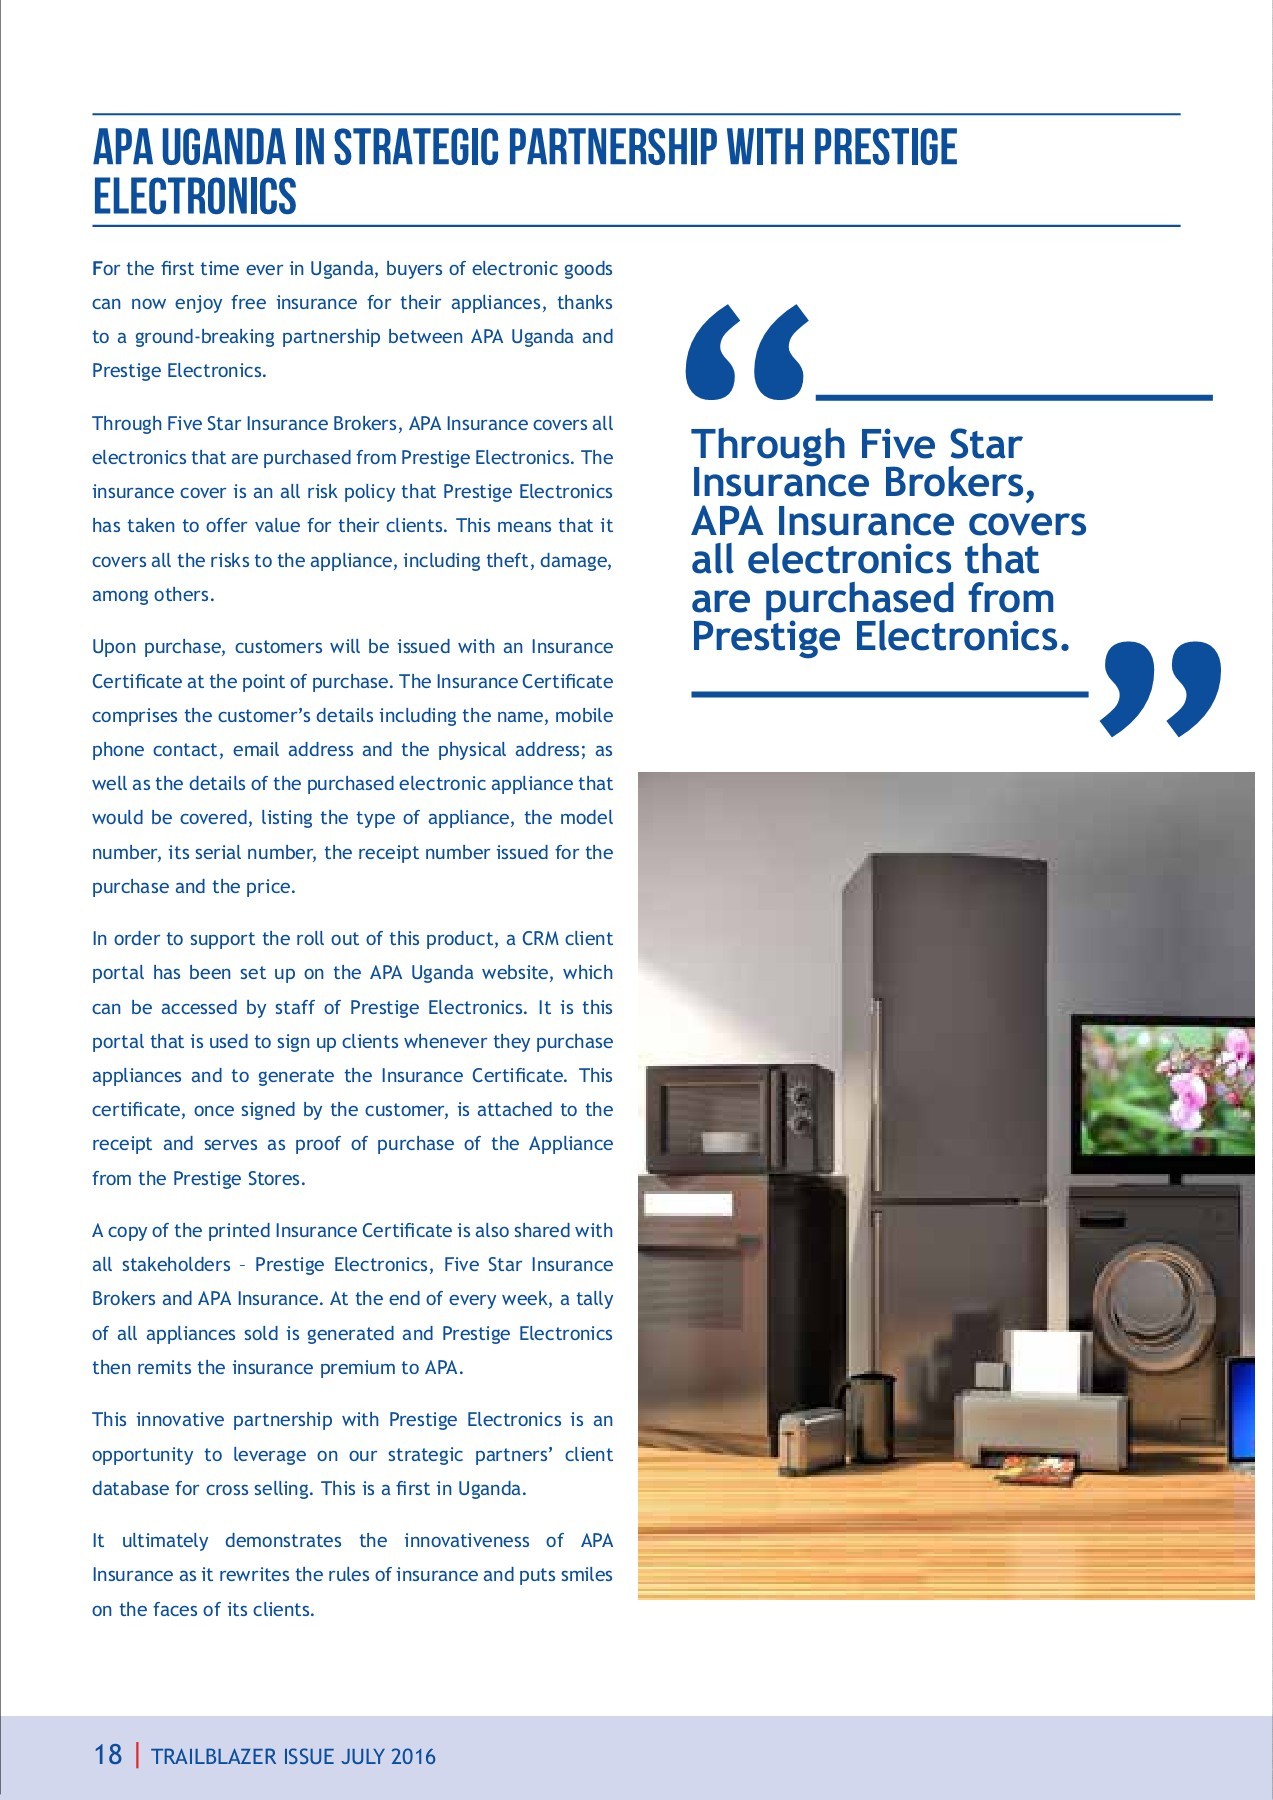 APA UGANDA IN STRATEGIC PARTNERSHIP WITH PRESTIGE
ELECTRONICS
For the first time ever in Uganda, buyers of electronic goods
can now enjoy free insurance for their appliances, thanks
to a ground-breaking partnership between APA Uganda and
Prestige Electronics.
Through Five Star Insurance Brokers, APA Insurance covers all
electronics that are purchased from Prestige Electronics. The
insurance cover is an all risk policy that Prestige Electronics
has taken to offer value for their clients. This means that it
covers all the risks to the appliance, including theft, damage,
among others.
Upon purchase, customers will be issued with an Insurance
Certificate at the point of purchase. The Insurance Certificate
comprises the customer’s details including the name, mobile
phone contact, email address and the physical address; as
well as the details of the purchased electronic appliance that
would be covered, listing the type of appliance, the model
number, its serial number, the receipt number issued for the
purchase and the price.
In order to support the roll out of this product, a CRM client
portal has been set up on the APA Uganda website, which
can be accessed by staff of Prestige Electronics. It is this
portal that is used to sign up clients whenever they purchase
appliances and to generate the Insurance Certificate. This
certificate, once signed by the customer, is attached to the
receipt and serves as proof of purchase of the Appliance
from the Prestige Stores.
A copy of the printed Insurance Certificate is also shared with
all stakeholders – Prestige Electronics, Five Star Insurance
Brokers and APA Insurance. At the end of every week, a tally
of all appliances sold is generated and Prestige Electronics
then remits the insurance premium to APA.
This innovative partnership with Prestige Electronics is an
opportunity to leverage on our strategic partners’ client
database for cross selling. This is a first in Uganda.
It ultimately demonstrates the innovativeness of APA
Insurance as it rewrites the rules of insurance and puts smiles
on the faces of its clients.
“
Through Five Star
Insurance Brokers,
APA Insurance covers
all electronics that
are purchased from
Prestige Electronics.
”
18 | TRAILBLAZER ISSUE JULY 2016